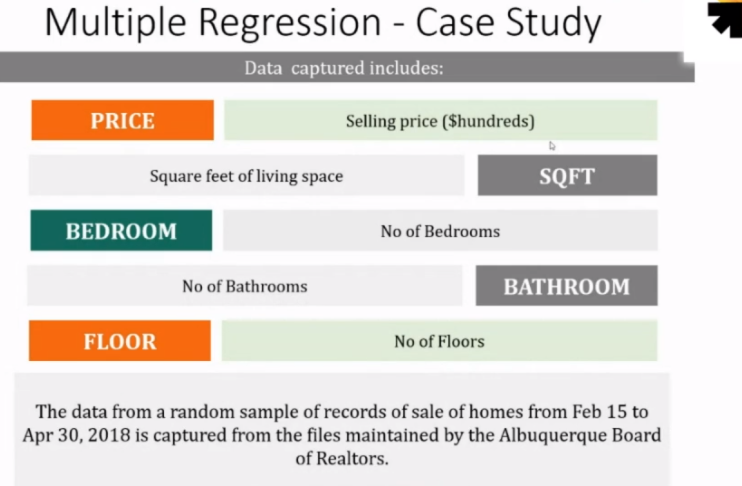 Multiple Regression - Case Study
Data captured includes:
PRICE
Selling price ($hundreds)
Square feet of living space
SQFT
BEDROOM
No of Bedrooms
No of Bathrooms
BATHROOM
FLOOR
No of Floors
The data from a random sample of records of sale of homes from Feb 15 to
Apr 30, 2018 is captured from the files maintained by the Albuquerque Board
of Realtors.